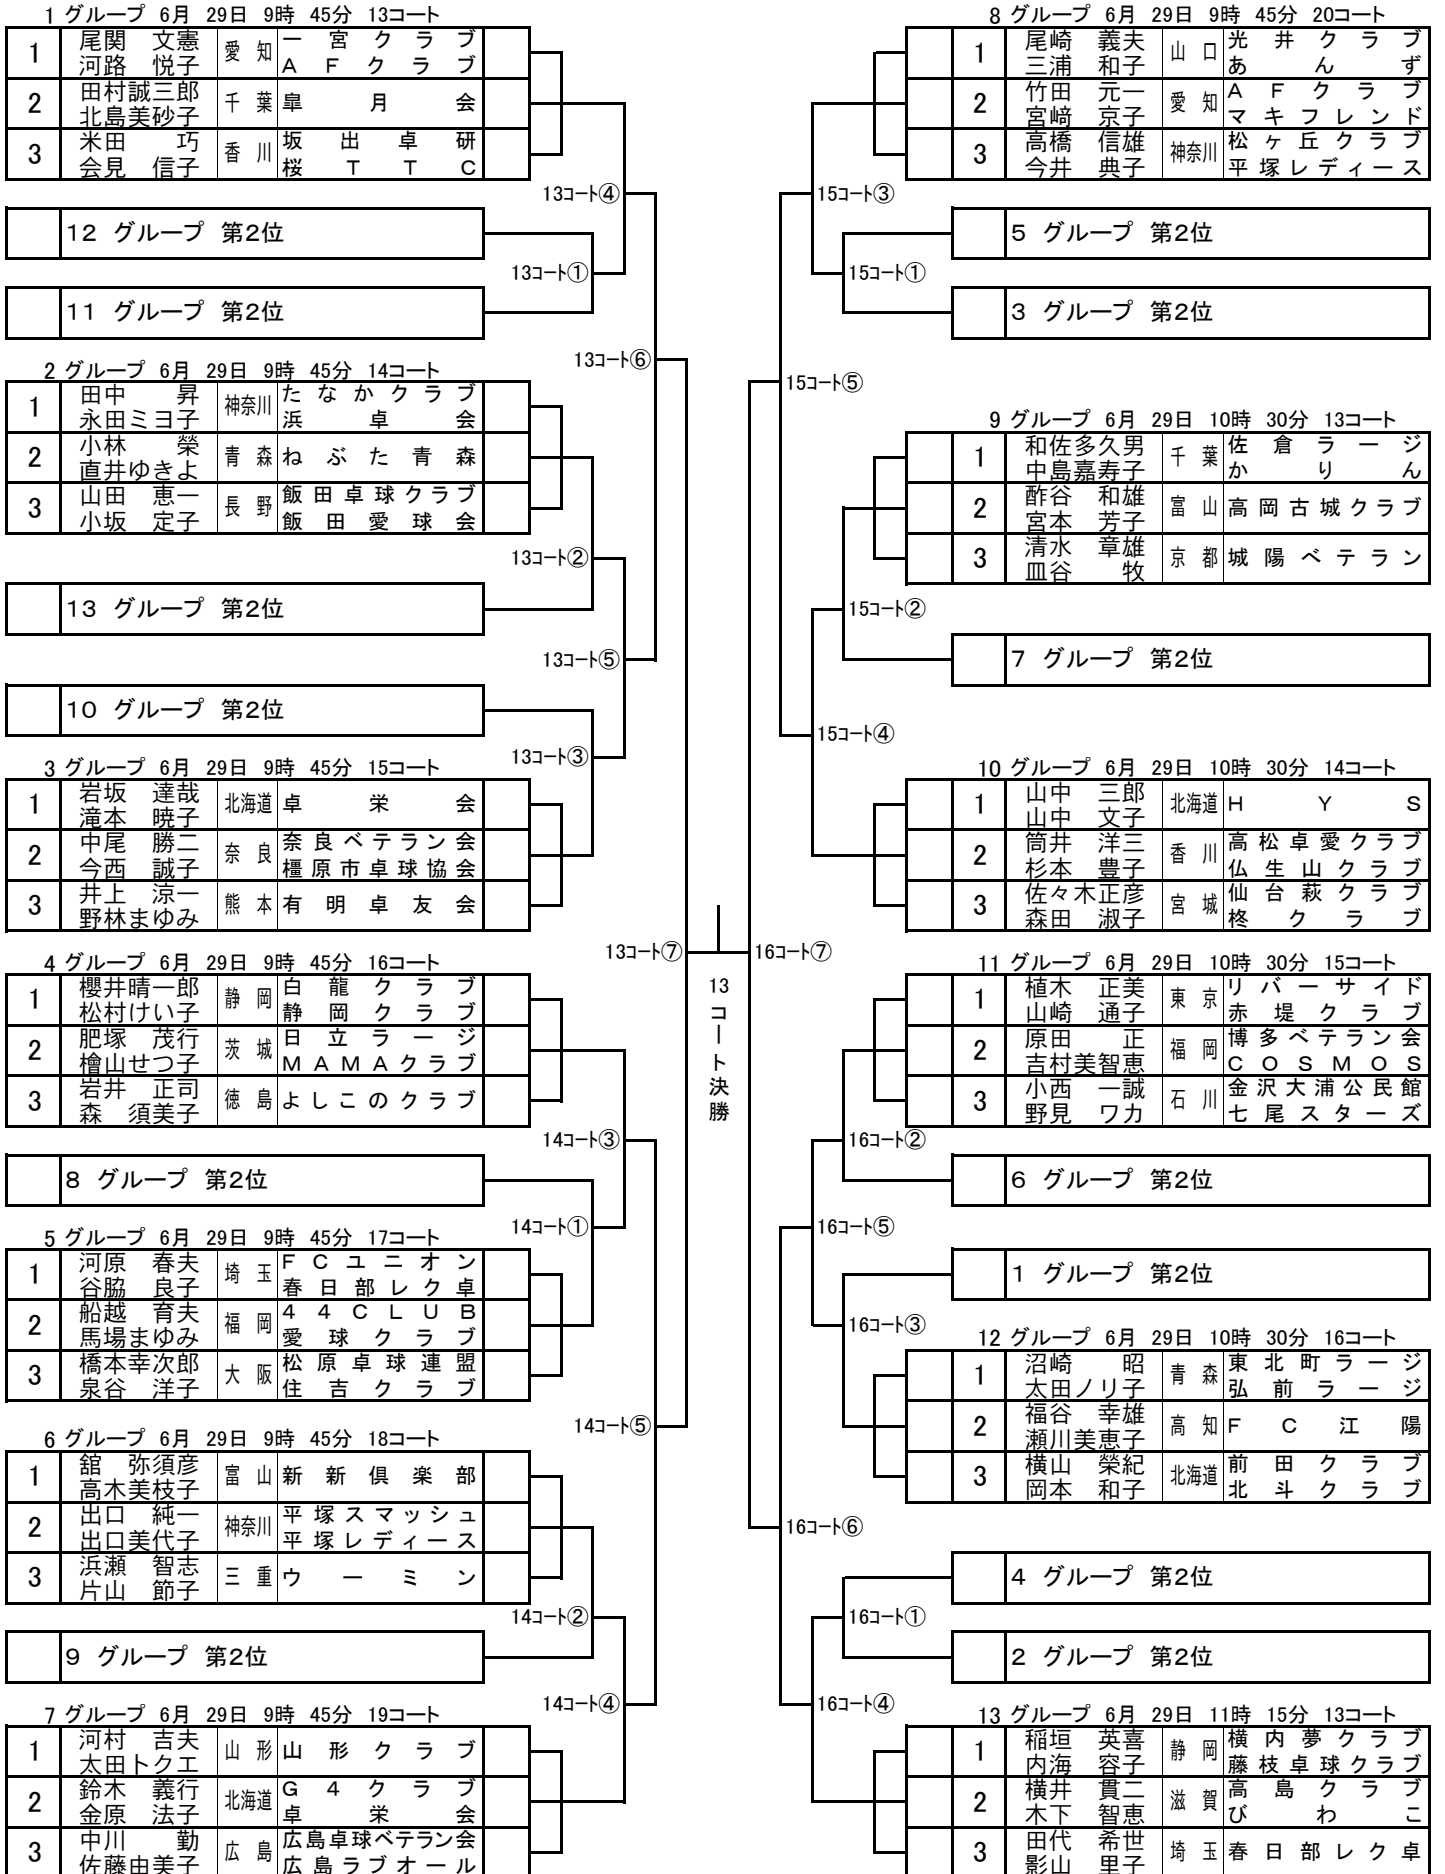 1 グループ 6月 29日 9時 45分 13コート
1 尾関 文憲 愛知 一宮クラブ
河路 悦子 AFクラブ
2 田村誠三郎 千葉 皐月会
北島美砂子
3 米田 巧 香川 坂出卓研
会見 信子 桜TTC
13コート④
12 グループ 第2位
13コート①
11 グループ 第2位
13コート⑥
2 グループ 6月 29日 9時 45分 14コート
1 田中 昇 神奈川 たなかクラブ
永田ミヨ子 浜卓会
2 小林 榮 青森 ねぶた青森
直井ゆきよ
3 山田 恵一 長野 飯田卓球クラブ
小坂 定子 飯田愛球会
13コート②
13 グループ 第2位
13コート⑤
10 グループ 第2位
13コート③
3 グループ 6月 29日 9時 45分 15コート
1 岩坂 達哉 北海道 卓栄会
滝本 暁子
2 中尾 勝二 奈良 奈良ベテラン会
今西 誠子 橿原市卓球協会
3 井上 涼一 熊本 有明卓友会
野林まゆみ
13コート⑦
4 グループ 6月 29日 9時 45分 16コート
1 櫻井晴一郎 静岡 白龍クラブ
松村けい子 静岡クラブ
2 肥塚 茂行 茨城 日立ラージ
檜山せつ子 MAMAクラブ
3 岩井 正司 徳島 よしこのクラブ
森 須美子
14コート③
8 グループ 第2位
14コート①
5 グループ 6月 29日 9時 45分 17コート
1 河原 春夫 埼玉 FCユニオン
谷脇 良子 春日部レク卓
2 船越 育夫 福岡 44CLUB
馬場まゆみ 愛球クラブ
3 橋本幸次郎 大阪 松原卓球連盟
泉谷 洋子 住吉クラブ
14コート⑤
6 グループ 6月 29日 9時 45分 18コート
1 舘 弥須彦 富山 新新倶楽部
高木美枝子
2 出口 純一 神奈川 平塚スマッシュ
出口美代子 平塚レディース
3 浜瀬 智志 三重 ウーミン
片山 節子
14コート②
9 グループ 第2位
14コート④
7 グループ 6月 29日 9時 45分 19コート
1 河村 吉夫 山形 山形クラブ
太田トクエ
2 鈴木 義行 北海道 G4クラブ
金原 法子 卓栄会
3 中川 勤 広島 広島卓球ベテラン会
佐藤由美子 広島ラブオール
13コート決勝
8 グループ 6月 29日 9時 45分 20コート
1 尾崎 義夫 山口 光井クラブ
三浦 和子 あんず
2 竹田 元一 愛知 AFクラブ
宮﨑 京子 マキフレンド
3 高橋 信雄 神奈川 松ヶ丘クラブ
今井 典子 平塚レディース
15コート③
5 グループ 第2位
15コート①
3 グループ 第2位
15コート⑤
9 グループ 6月 29日 10時 30分 13コート
1 和佐多久男 千葉 佐倉ラージ
中島嘉寿子 かりん
2 酢谷 和雄 富山 高岡古城クラブ
宮本 芳子
3 清水 章雄 京都 城陽ベテラン
皿谷 牧
15コート②
7 グループ 第2位
15コート④
10 グループ 6月 29日 10時 30分 14コート
1 山中 三郎 北海道 HYS
山中 文子
2 筒井 洋三 香川 高松卓愛クラブ
杉本 豊子 仏生山クラブ
3 佐々木正彦 宮城 仙台萩クラブ
森田 淑子 柊クラブ
16コート⑦
11 グループ 6月 29日 10時 30分 15コート
1 植木 正美 東京 リバーサイド
山崎 通子 赤堤クラブ
2 原田 正 福岡 博多ベテラン会
吉村美智恵 COSMOS
3 小西 一誠 石川 金沢大浦公民館
野見 ワカ 七尾スターズ
16コート②
6 グループ 第2位
16コート⑤
1 グループ 第2位
16コート③
12 グループ 6月 29日 10時 30分 16コート
1 沼崎 昭 青森 東北町ラージ
太田ノリ子 弘前ラージ
2 福谷 幸雄 高知 FC江陽
瀬川美恵子
3 横山 榮紀 北海道 前田クラブ
岡本 和子 北斗クラブ
16コート⑥
4 グループ 第2位
16コート①
2 グループ 第2位
16コート④
13 グループ 6月 29日 11時 15分 13コート
1 稲垣 英喜 静岡 横内夢クラブ
内海 容子 藤枝卓球クラブ
2 横井 貫二 滋賀 高島クラブ
木下 智恵 びわこ
3 田代 希世 埼玉 春日部レク卓
影山 里子